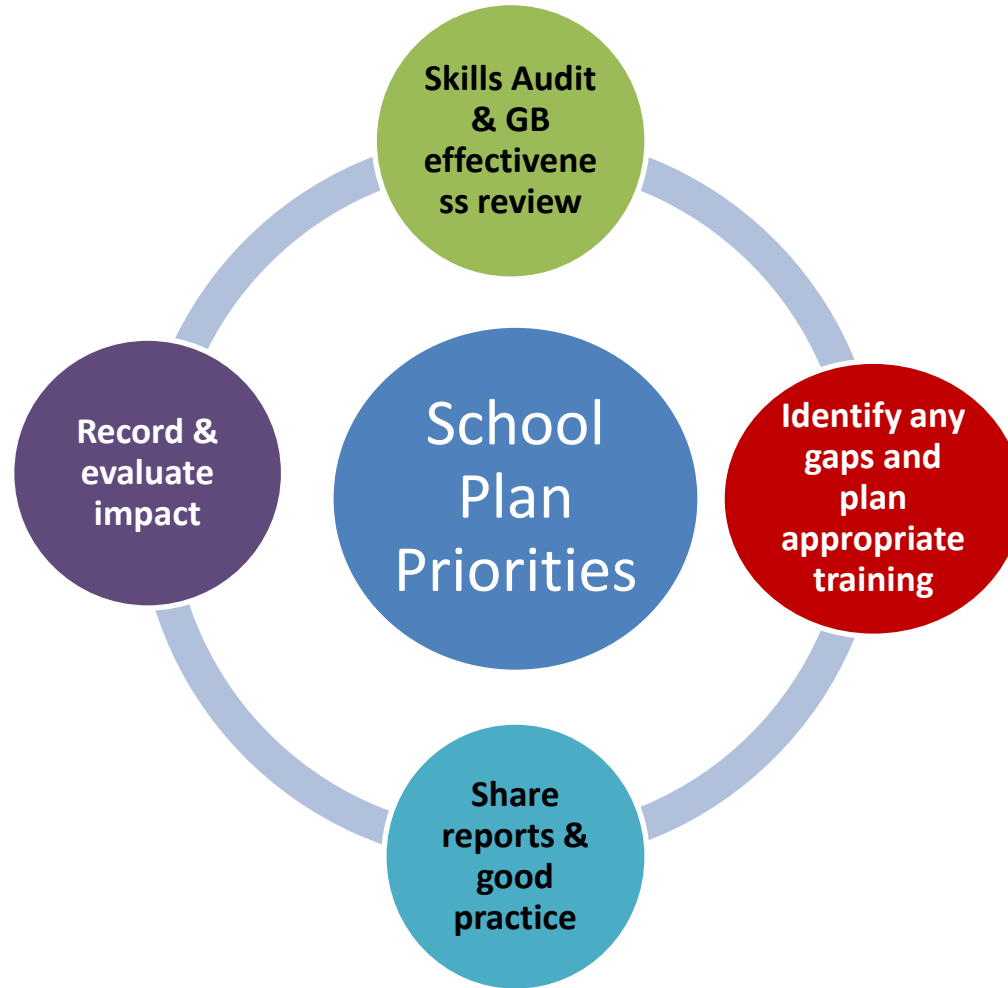 Skills Audit
& GB
effectivene
ss review
Identify any
gaps and
plan
appropriate
training
Share
reports &
good
practice
Record &
evaluate
impact
School
Plan
Priorities